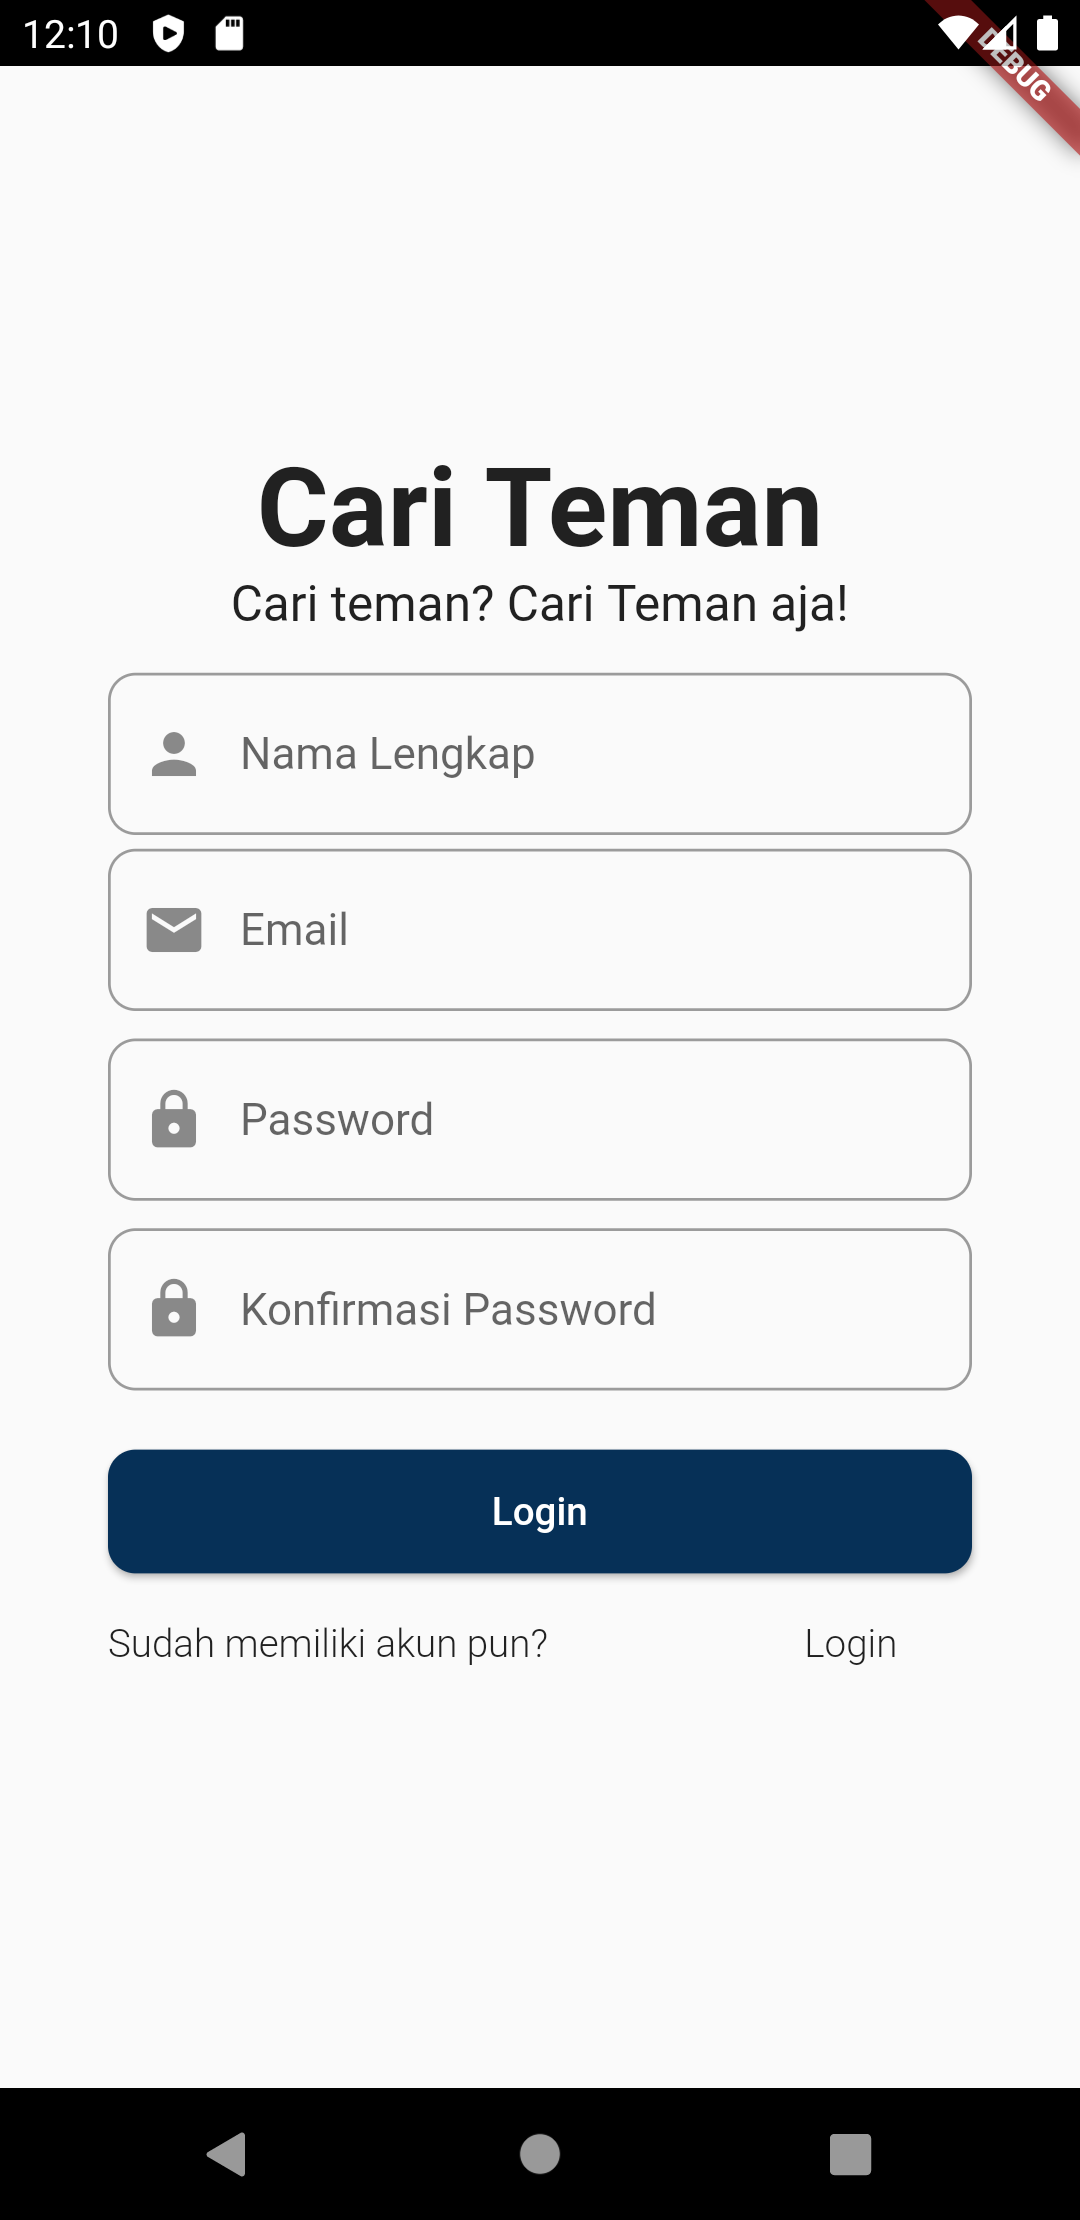 12:10
DEBUG
Cari Teman
Cari teman? Cari Teman aja!
Nama Lengkap
Email
Password
Konfirmasi Password
Login
Sudah memiliki akun pun? Login